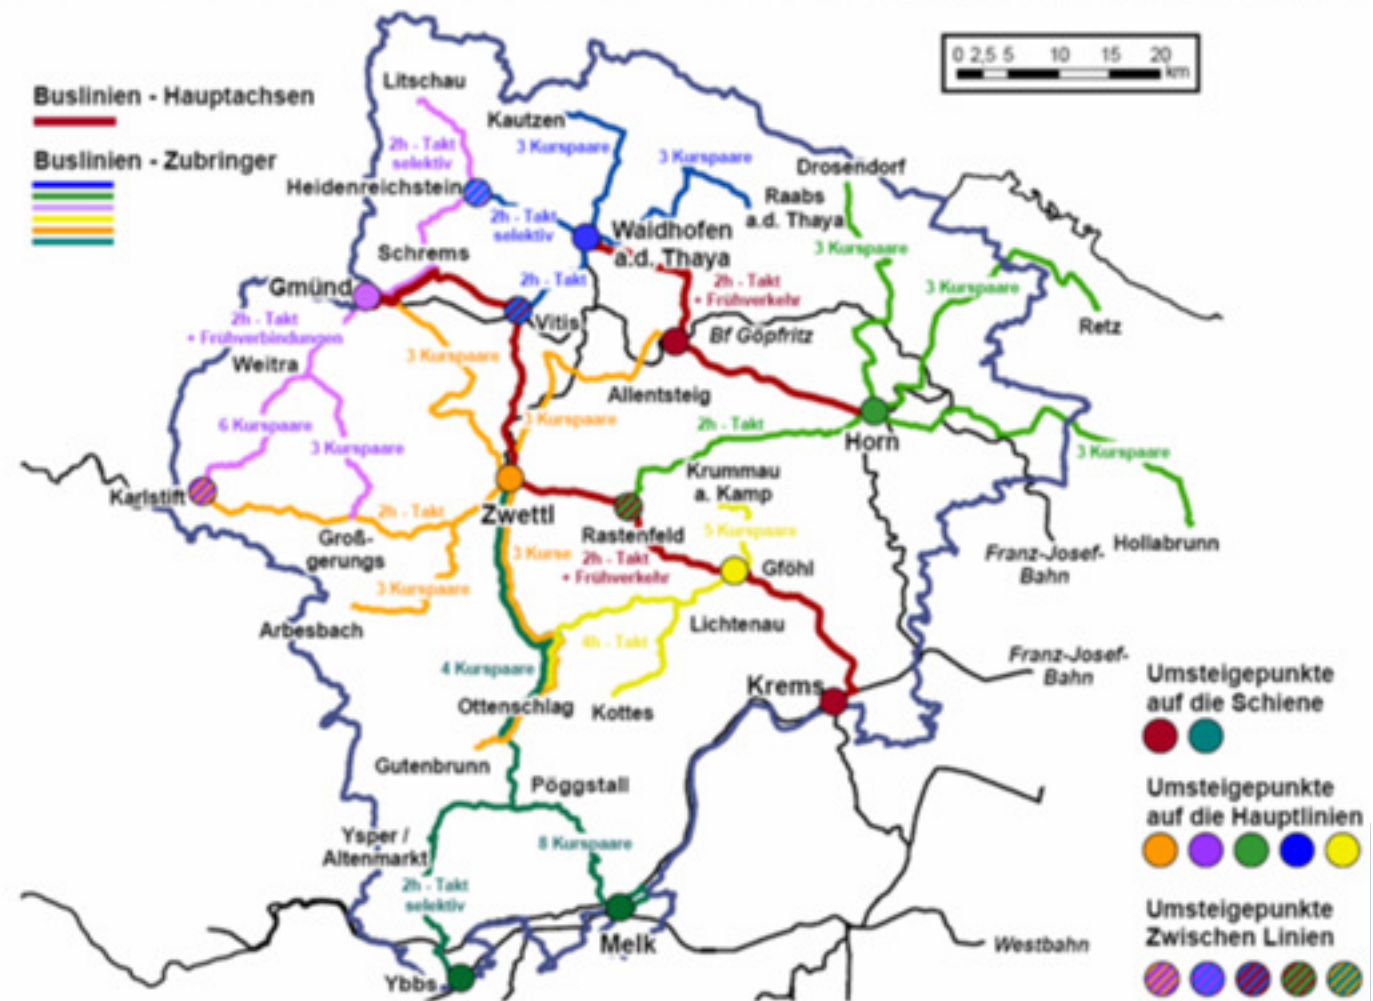 0 2,5 5 10 15 20
km
Buslinien - Hauptachsen
Buslinien - Zubringer
Litschau
Kautzen
2h - Takt
selektiv
3 Kurspaare
3 Kurspaare
Drosendorf
Heidenreichstein
Raabs
a.d. Thaya
2h - Takt
selektiv
Waidhofen
a.d. Thaya
3 Kurspaare
Schrems
2h - Takt
2h - Takt
+ Frühverkehr
3 Kurspaare
Gmünd
2h - Takt
+ Frühverbindungen
Vitis
Bf Göpfritz
Retz
Weitra
3 Kurspaare
Allentsteig
6 Kurspaare
3 Kurspaare
3 Kurspaare
2h - Takt
Horn
3 Kurspaare
Krummau
a. Kamp
Karlstift
2h - Takt
Zwettl
Rastenfeld
5 Kurspaare
Groß-
gerungs
3 Kurse
2h - Takt
+ Frühverkehr
Gföhl
Franz-Josef-
Bahn
Hollabrunn
3 Kurspaare
Arbesbach
Lichtenau
4h - Takt
4 Kurspaare
Franz-Josef-
Bahn
Ottenschlag
Kottes
Krems
Umsteigepunkte
auf die Schiene
Gutenbrunn
Pöggstall
Umsteigepunkte
auf die Hauptlinien
Ysper /
Altenmarkt
8 Kurspaare
2h - Takt
selektiv
Umsteigepunkte
Zwischen Linien
Melk
Westbahn
Ybbs